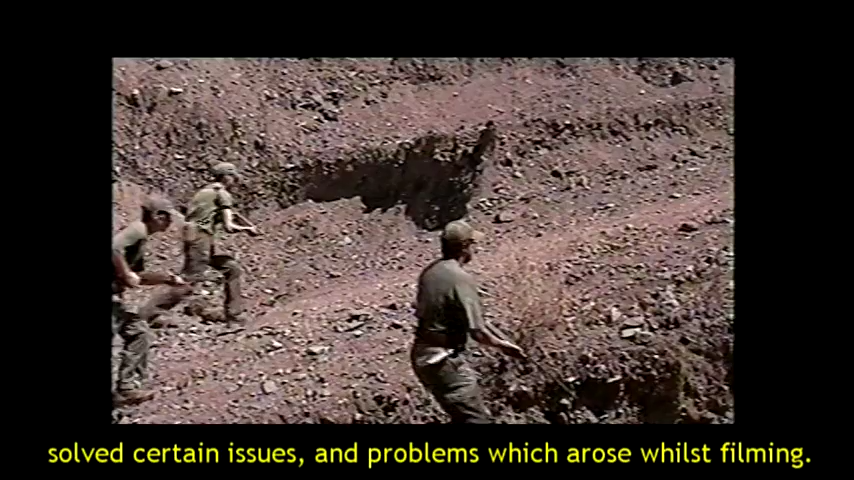 solved certain issues, and problems which arose whilst filming.